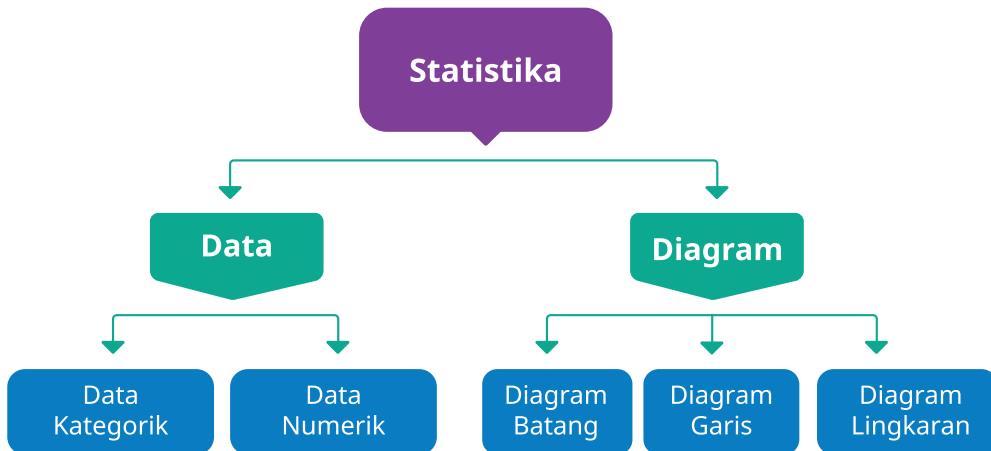 Statistika
Data
Diagram
Data
Kategorik
Data
Numerik
Diagram
Batang
Diagram
Garis
Diagram
Lingkaran